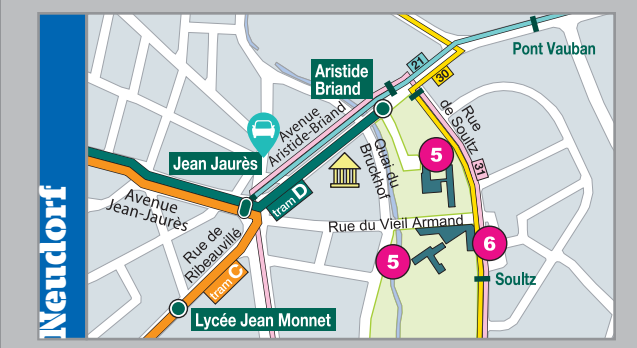 Neudorf
Pont Vauban
Aristide
Briand
21
30
Rue
de Soultz
Avenue
Aristide-Briand
Jean Jaurès
5
Quai du
Bruckhof
31
tram D
Avenue
Jean-Jaurès
Rue du Vieil Armand
Rue de
Ribeauvillé
5
6
tram C
Soultz
Lycée Jean Monnet